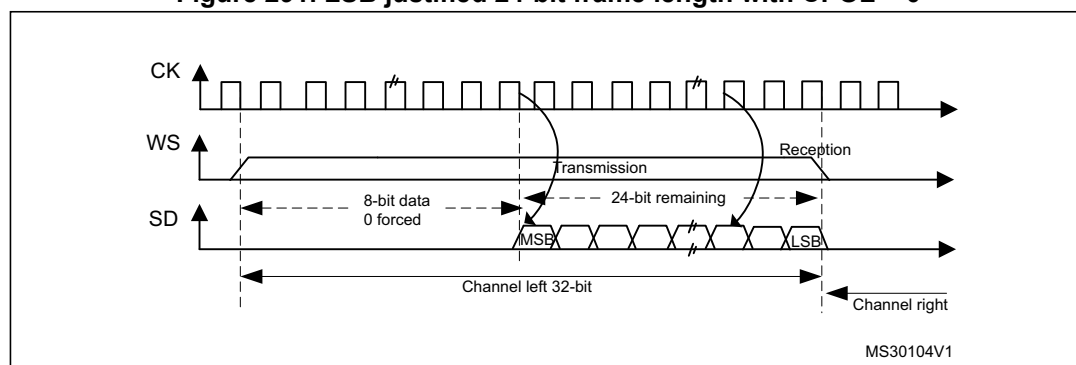 Figure LSB justified 24-bit frame length with CPOL = 0
CK
WS
Reception
Transmission
8-bit data
0 forced
24-bit remaining
SD
MSB
LSB
Channel left 32-bit
Channel right
MS30104V1